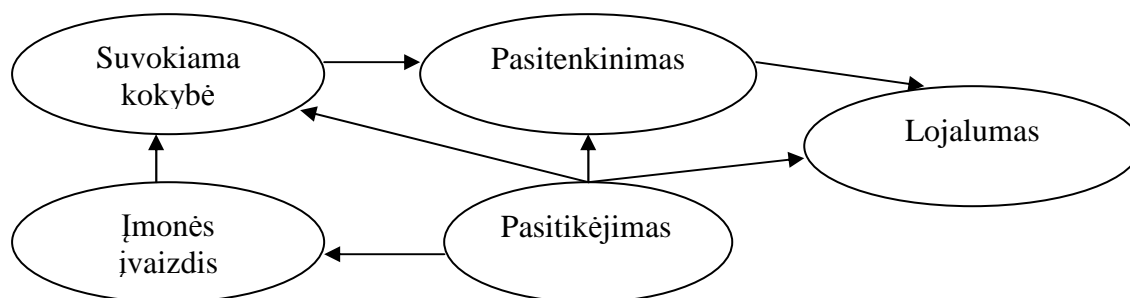 Suvokiama
kokybė
Pasitenkinimas
Lojalumas
Įmonės
įvaizdis
Pasitikėjimas